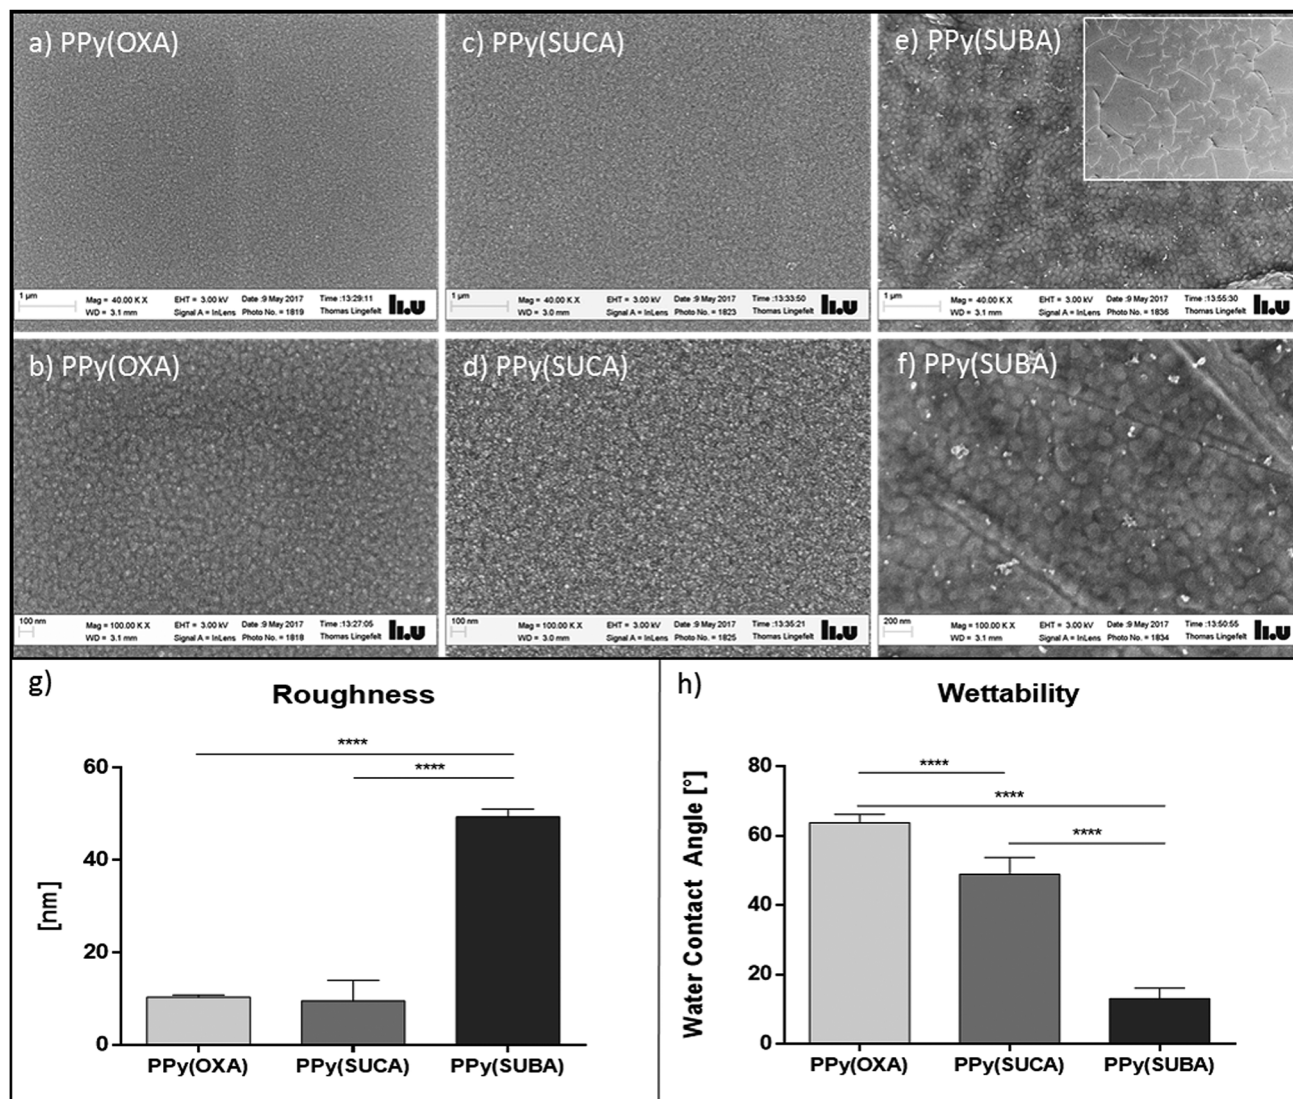 a) PPy(OXA)
1 µm
Mag = 40.00 K X
EHT = 3.00 kV
Date :9 May 2017
Time :13:29:11
WD = 3.1 mm
Signal A = InLens
Photo No. = 1819
Thomas Lingefelt
li.u
c) PPy(SUCA)
1 µm
Mag = 40.00 K X
EHT = 3.00 kV
Date :9 May 2017
Time :13:33:50
WD = 3.0 mm
Signal A = InLens
Photo No. = 1823
Thomas Lingefelt
li.u
e) PPy(SUBA)
1 µm
Mag = 40.00 K X
EHT = 3.00 kV
Date :9 May 2017
Time :13:55:30
WD = 3.1 mm
Signal A = InLens
Photo No. = 1836
Thomas Lingefelt
li.u
b) PPy(OXA)
100 nm
Mag = 100.00 K X
EHT = 3.00 kV
Date :9 May 2017
Time :13:27:05
WD = 3.1 mm
Signal A = InLens
Photo No. = 1818
Thomas Lingefelt
li.u
d) PPy(SUCA)
100 nm
Mag = 100.00 K X
EHT = 3.00 kV
Date :9 May 2017
Time :13:35:21
WD = 3.0 mm
Signal A = InLens
Photo No. = 1825
Thomas Lingefelt
li.u
f) PPy(SUBA)
200 nm
Mag = 100.00 K X
EHT = 3.00 kV
Date :9 May 2017
Time :13:50:55
WD = 3.1 mm
Signal A = InLens
Photo No. = 1834
Thomas Lingefelt
li.u
g)
Roughness
****
****
60
40
20
0
[nm]
PPy(OXA)
PPy(SUCA)
PPy(SUBA)
h)
Wettability
****
****
****
80
60
40
20
0
Water Contact Angle [°]
PPy(OXA)
PPy(SUCA)
PPy(SUBA)